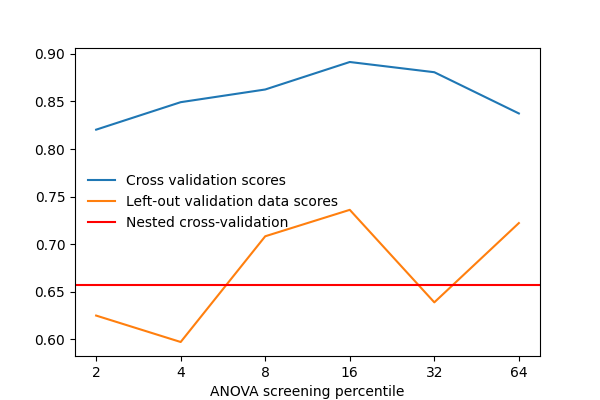 0.90
0.85
0.80
0.75
0.70
0.65
0.60
Cross validation scores
Left-out validation data scores
Nested cross-validation
2 4 8 16 32 64
ANOVA screening percentile